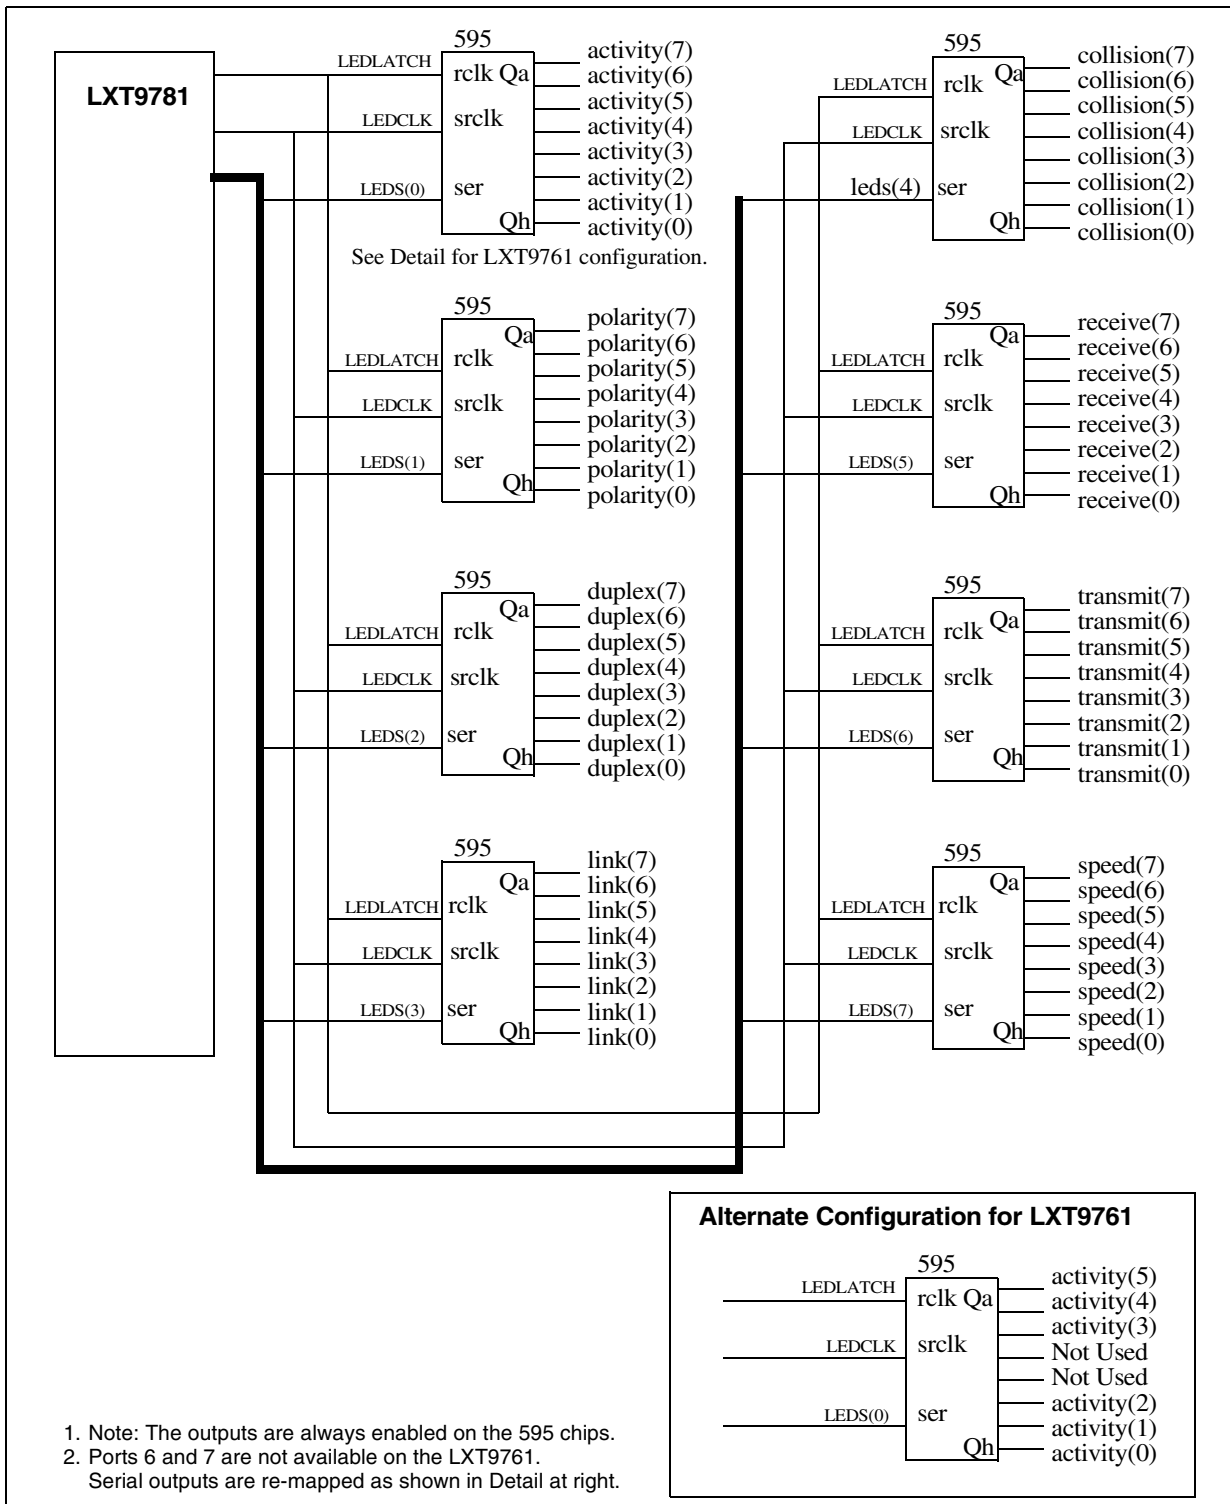 LXT9781
595
LEDLATCH
rclk Qa
LEDCLK
srclk
LEDS(0)
ser
Qh
activity(7)
activity(6)
activity(5)
activity(4)
activity(3)
activity(2)
activity(1)
activity(0)
See Detail for LXT9761 configuration.
595
Qa
LEDLATCH
rclk
LEDCLK
srclk
LEDS(1)
ser
Qh
polarity(7)
polarity(6)
polarity(5)
polarity(4)
polarity(3)
polarity(2)
polarity(1)
polarity(0)
595
Qa
LEDLATCH
rclk
LEDCLK
srclk
LEDS(2)
ser
Qh
duplex(7)
duplex(6)
duplex(5)
duplex(4)
duplex(3)
duplex(2)
duplex(1)
duplex(0)
595
Qa
LEDLATCH
rclk
LEDCLK
srclk
LEDS(3)
ser
Qh
link(7)
link(6)
link(5)
link(4)
link(3)
link(2)
link(1)
link(0)
595
Qa
LEDLATCH
rclk
LEDCLK
srclk
leds(4)
ser
Qh
collision(7)
collision(6)
collision(5)
collision(4)
collision(3)
collision(2)
collision(1)
collision(0)
595
Qa
LEDLATCH
rclk
LEDCLK
srclk
LEDS(5)
ser
Qh
receive(7)
receive(6)
receive(5)
receive(4)
receive(3)
receive(2)
receive(1)
receive(0)
595
Qa
LEDLATCH
rclk
LEDCLK
srclk
LEDS(6)
ser
Qh
transmit(7)
transmit(6)
transmit(5)
transmit(4)
transmit(3)
transmit(2)
transmit(1)
transmit(0)
595
Qa
LEDLATCH
rclk
LEDCLK
srclk
LEDS(7)
ser
Qh
speed(7)
speed(6)
speed(5)
speed(4)
speed(3)
speed(2)
speed(1)
speed(0)
Alternate Configuration for LXT9761
595
LEDLATCH
rclk Qa
LEDCLK
srclk
LEDS(0)
ser
Qh
activity(5)
activity(4)
activity(3)
Not Used
Not Used
activity(2)
activity(1)
activity(0)
1. Note: The outputs are always enabled on the 595 chips.
2. Ports 6 and 7 are not available on the LXT9761.
Serial outputs are re-mapped as shown in Detail at right.